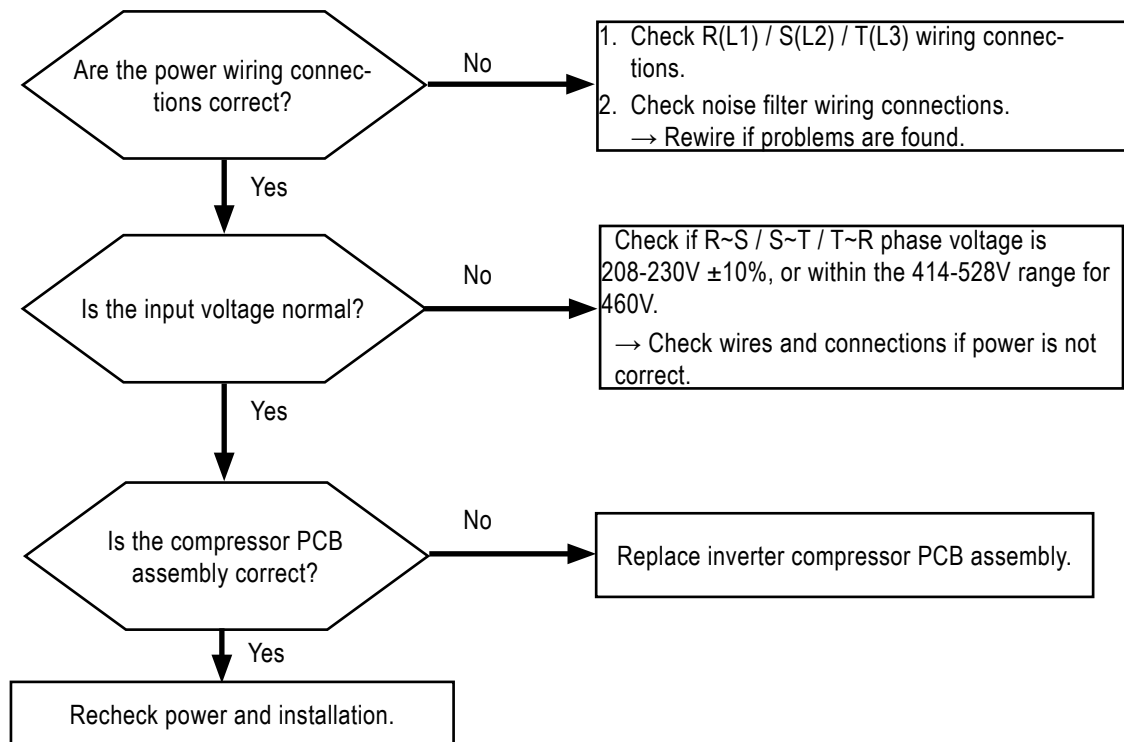 Are the power wiring connec-
tions correct?
No
1. Check R(L1) / S(L2) / T(L3) wiring connec-
tions.
2. Check noise filter wiring connections.
→ Rewire if problems are found.
Yes
Is the input voltage normal?
No
Check if R~S / S~T / T~R phase voltage is
208-230V ±10%, or within the 414-528V range for
460V.
→ Check wires and connections if power is not
correct.
Yes
Is the compressor PCB
assembly correct?
No
Replace inverter compressor PCB assembly.
Yes
Recheck power and installation.